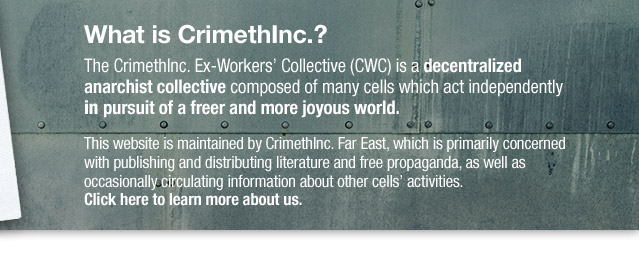 What is CrimethInc.?
The CrimethInc. Ex-Workers' Collective (CWC) is a decentralized
anarchist collective composed of many cells which act independently
in pursuit of a freer and more joyous world.
This website is maintained by CrimethInc. Far East, which is primarily concerned
with publishing and distributing literature and free propaganda, as well as
occasionally circulating information about other cells' activities.
Click here to learn more about us.